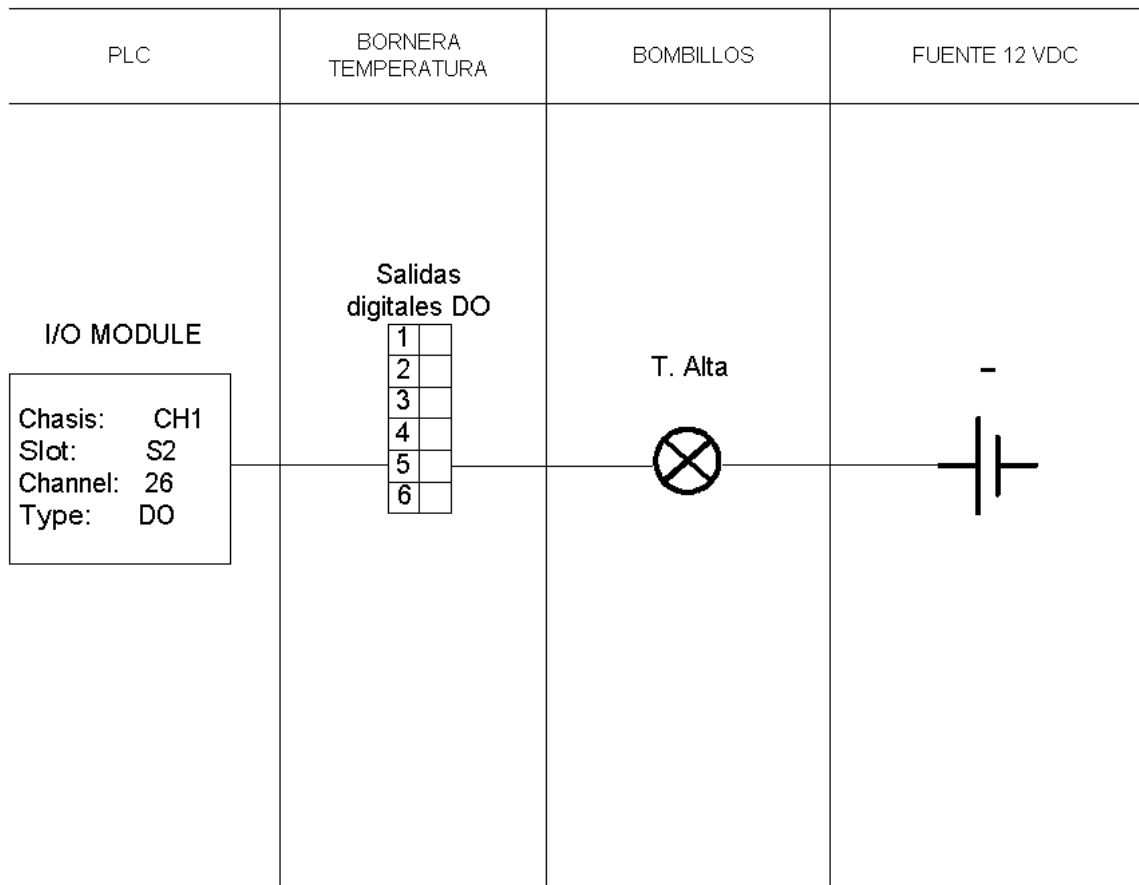 PLC
BORNERA
TEMPERATURA
BOMBILLOS
FUENTE 12 VDC
I/O MODULE
Chasis: CH1
Slot: S2
Channel: 26
Type: DO
Salidas
digitales DO
1
2
3
4
5
6
T. Alta
-